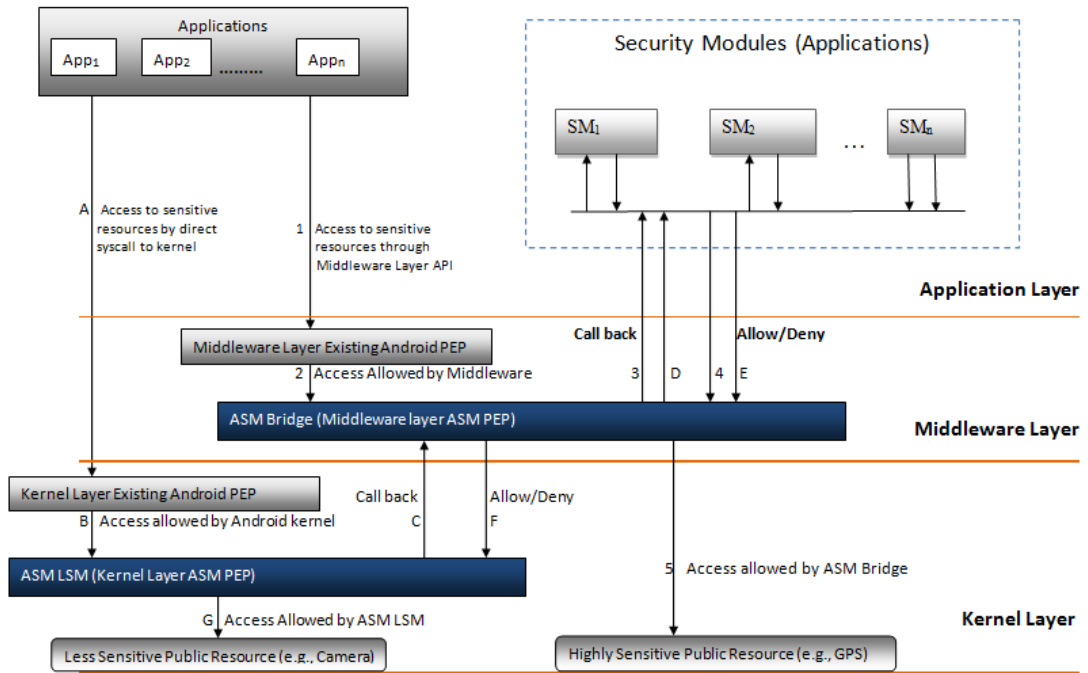 Applications
App1
App2
.........
Appn
Security Modules (Applications)
SM1
SM2
...
SMn
A Access to sensitive
resources by direct
syscall to kernel
1 Access to sensitive
resources through
Middleware Layer API
Application Layer
Middleware Layer Existing Android PEP
Call back
Allow/Deny
2 Access Allowed by Middleware
3
D
4
E
ASM Bridge (Middleware layer ASM PEP)
Middleware Layer
Kernel Layer Existing Android PEP
Call back
Allow/Deny
B Access allowed by Android kernel
C
F
ASM LSM (Kernel Layer ASM PEP)
5 Access allowed by ASM Bridge
G Access Allowed by ASM LSM
Kernel Layer
Less Sensitive Public Resource (e.g., Camera)
Highly Sensitive Public Resource (e.g., GPS)